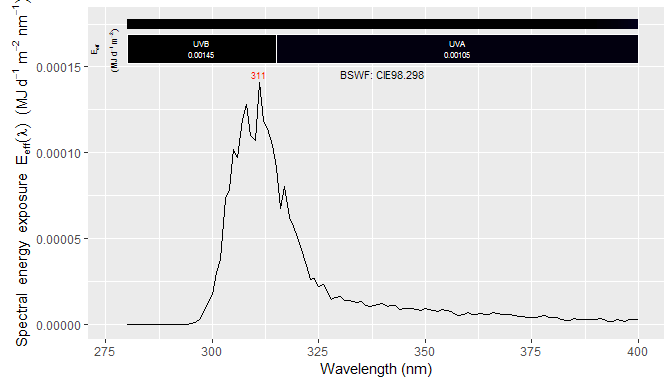 E_eff
(MJ d⁻¹ m⁻²)
UVB
0.00145
UVA
0.00105
311
BSWF: CIE98.298
Spectral energy exposure E_eff(λ) (MJ d⁻¹ m⁻² nm⁻¹)
0.00015
0.00010
0.00005
0.00000
275
300
325
350
375
400
Wavelength (nm)